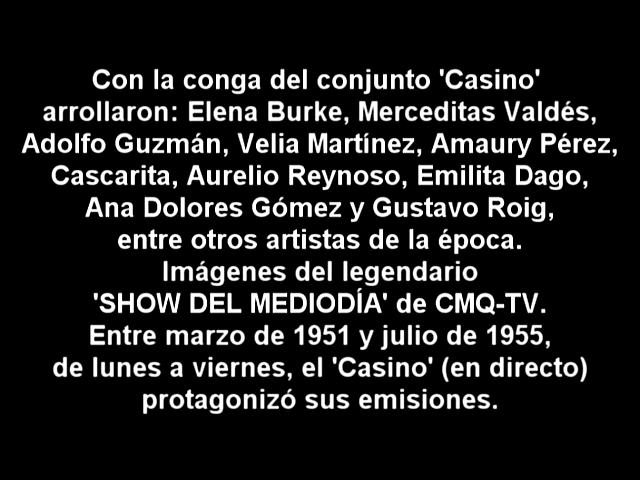 Con la conga del conjunto 'Casino'
arrollaron: Elena Burke, Merceditas Valdés,
Adolfo Guzmán, Velia Martínez, Amaury Pérez,
Cascarita, Aurelio Reynoso, Emilita Dago,
Ana Dolores Gómez y Gustavo Roig,
entre otros artistas de la época.
Imágenes del legendario
'SHOW DEL MEDIODÍA' de CMQ-TV.
Entre marzo de 1951 y julio de 1955,
de lunes a viernes, el 'Casino' (en directo)
protagonizó sus emisiones.